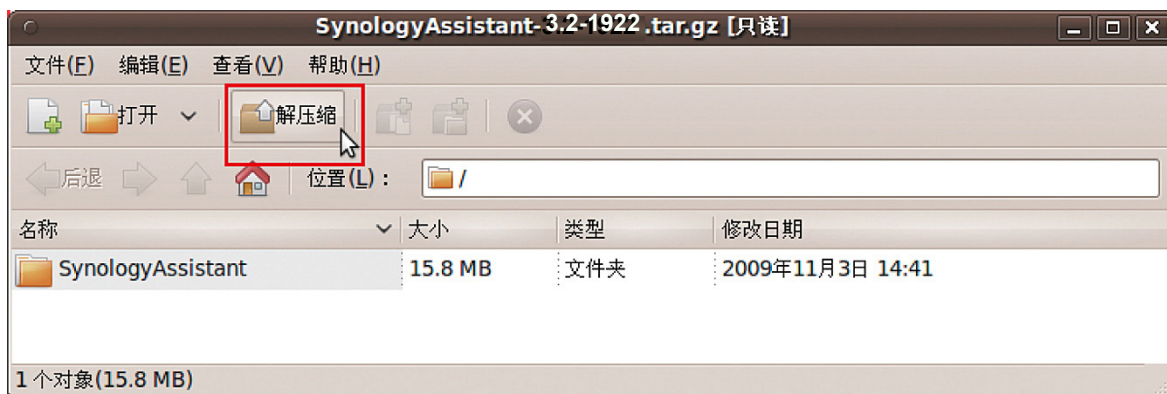 SynologyAssistant-3.2-1922.tar.gz [只读]
文件(F) 编辑(E) 查看(V) 帮助(H)
打开 解压缩
后退 位置(L)： /
名称 大小 类型 修改日期
SynologyAssistant 15.8 MB 文件夹 2009年11月3日 14:41
1 个对象(15.8 MB)